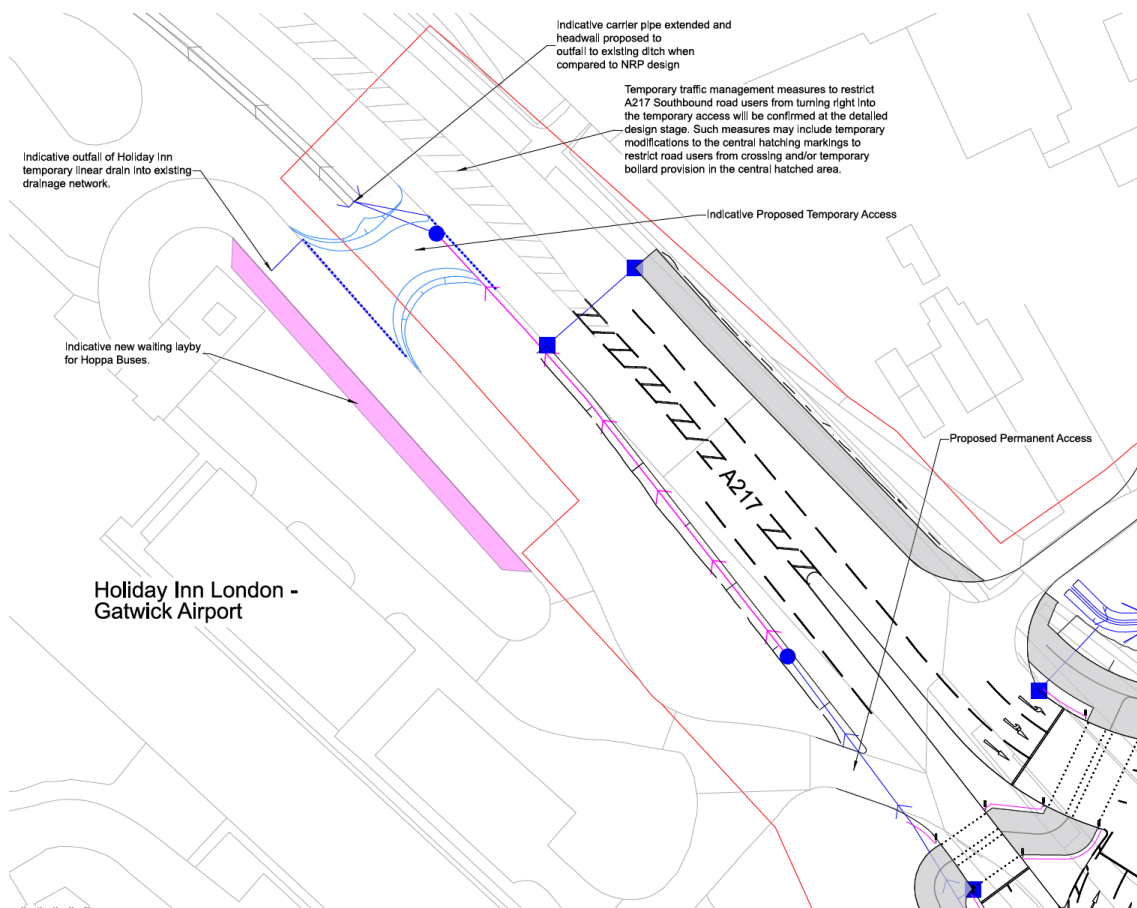 Indicative carrier pipe extended and
headwall proposed to
outfall to existing ditch when
compared to NRP design
Temporary traffic management measures to restrict
A217 Southbound road users from turning right into
the temporary access will be confirmed at the detailed
design stage. Such measures may include temporary
modifications to the central hatching markings to
restrict road users from crossing and/or temporary
bollard provision in the central hatched area.
Indicative outfall of Holiday Inn
temporary linear drain into existing
drainage network.
Indicative Proposed Temporary Access
Indicative new waiting layby
for Hoppa Buses.
Proposed Permanent Access
A217
Holiday Inn London -
Gatwick Airport